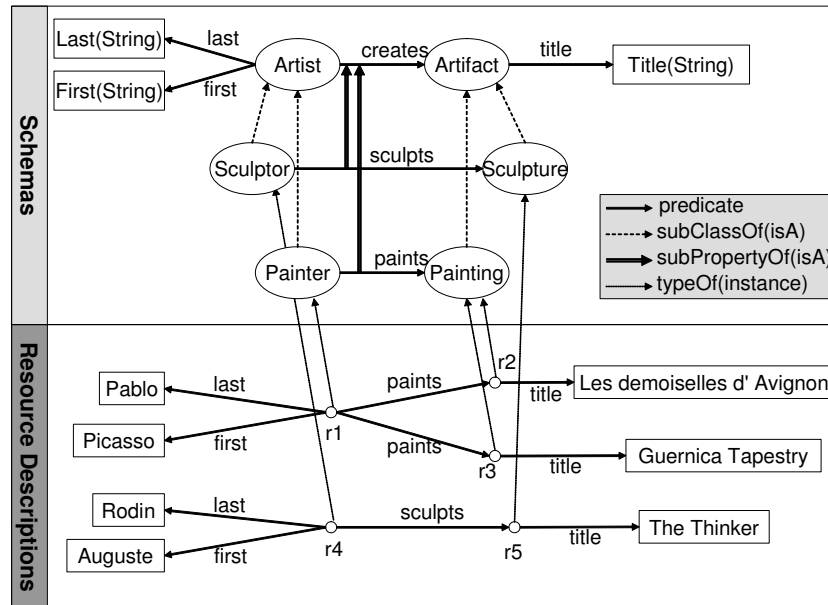 Schemas
Last(String)
last
First(String)
first
Artist
creates
Artifact
title
Title(String)
Sculptor
sculpts
Sculpture
Painter
paints
Painting
predicate
subClassOf(isA)
subPropertyOf(isA)
typeOf(instance)
Resource Descriptions
Pablo
last
Picasso
first
r1
paints
r2
title
Les demoiselles d' Avignon
paints
r3
title
Guernica Tapestry
Rodin
last
Auguste
first
r4
sculpts
r5
title
The Thinker